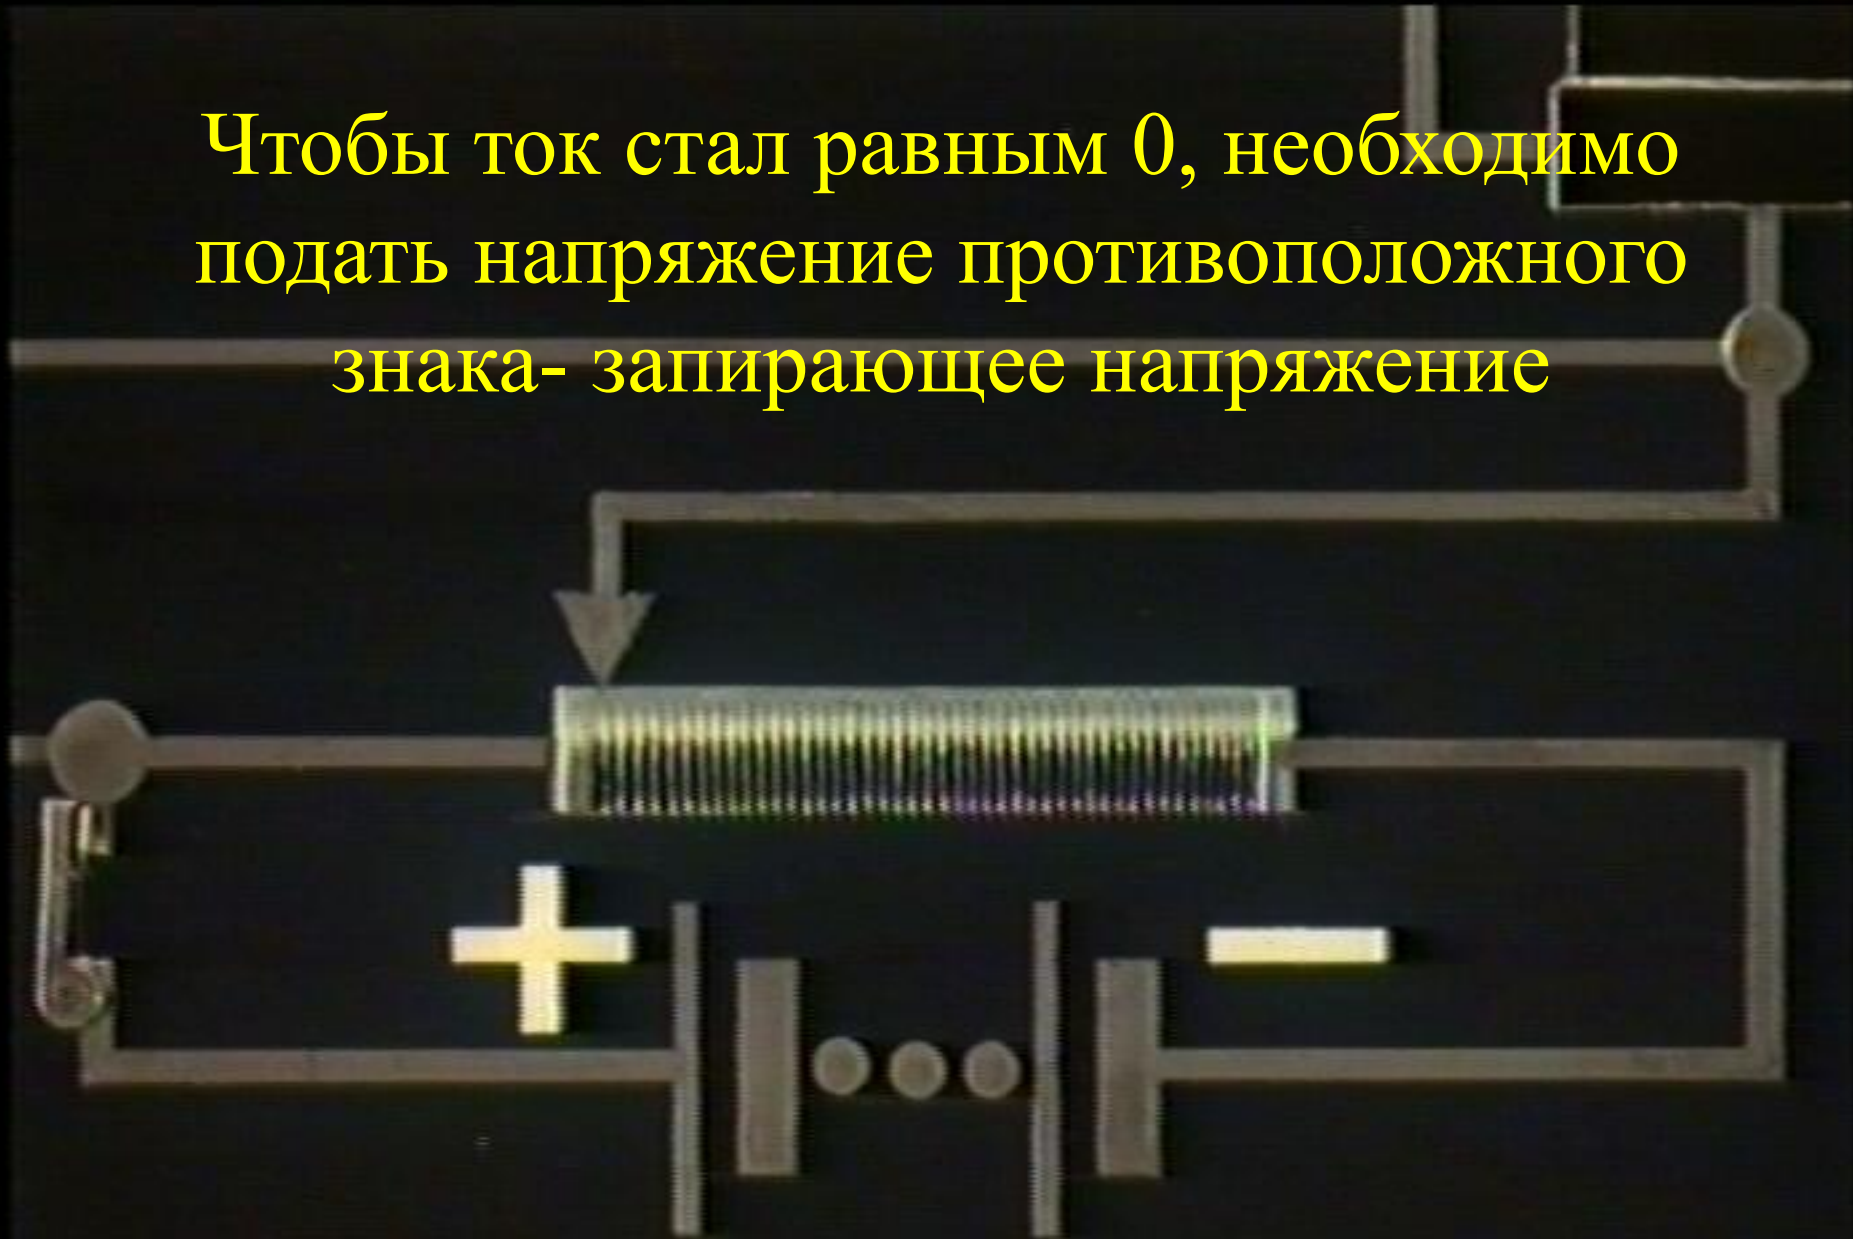 Чтобы ток стал равным 0, необходимо
подать напряжение противоположного
знака- запирающее напряжение
+
−